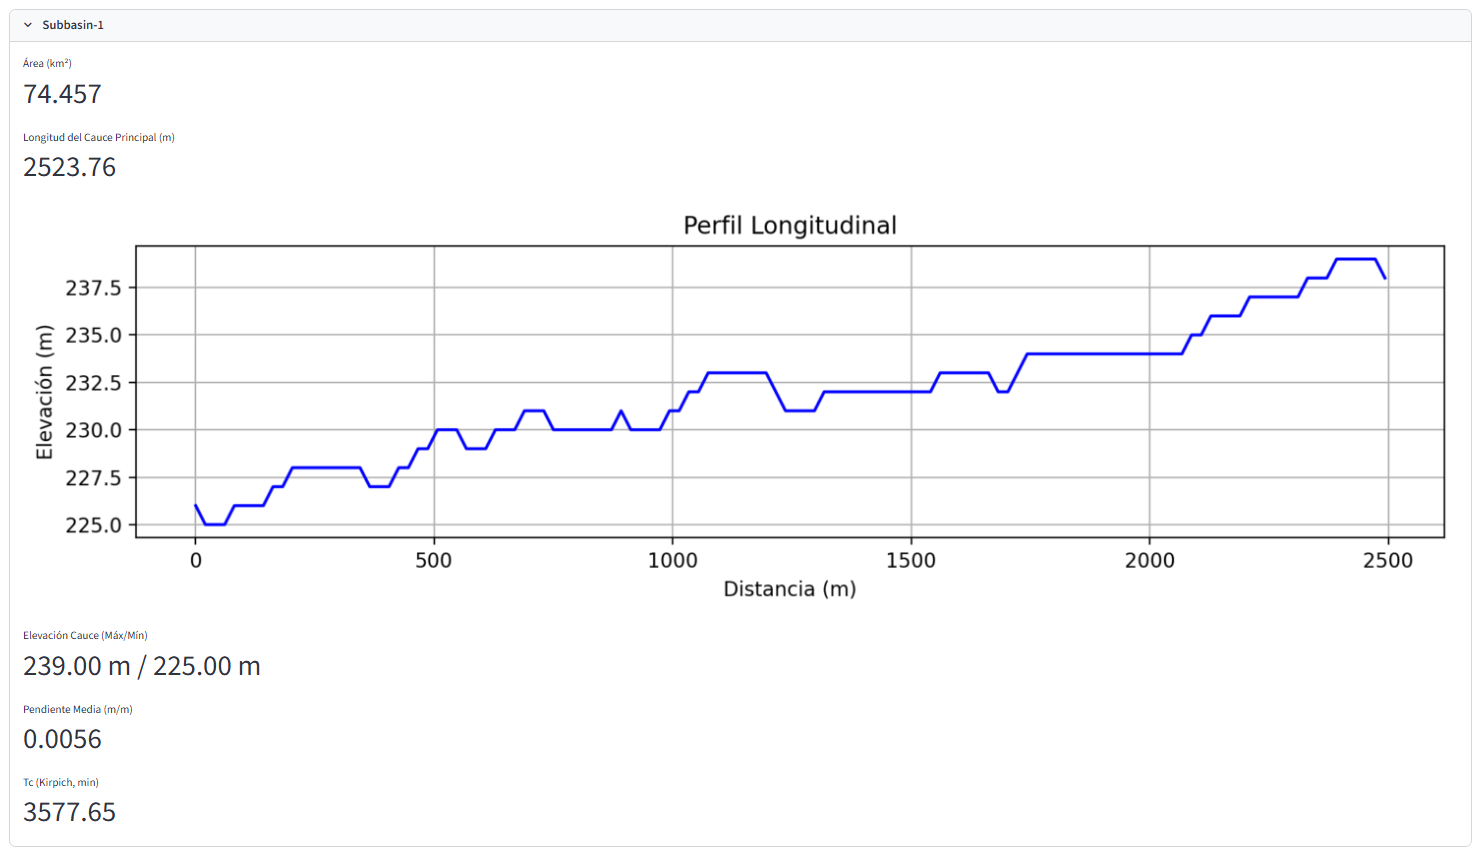 Subbasin-1
Área (km²)
74.457
Longitud del Cauce Principal (m)
2523.76
Perfil Longitudinal
Elevación (m)
237.5
235.0
232.5
230.0
227.5
225.0
0 500 1000 1500 2000 2500
Distancia (m)
Elevación Cauce (Máx/Mín)
239.00 m / 225.00 m
Pendiente Media (m/m)
0.0056
Tc (Kirpich, min)
3577.65